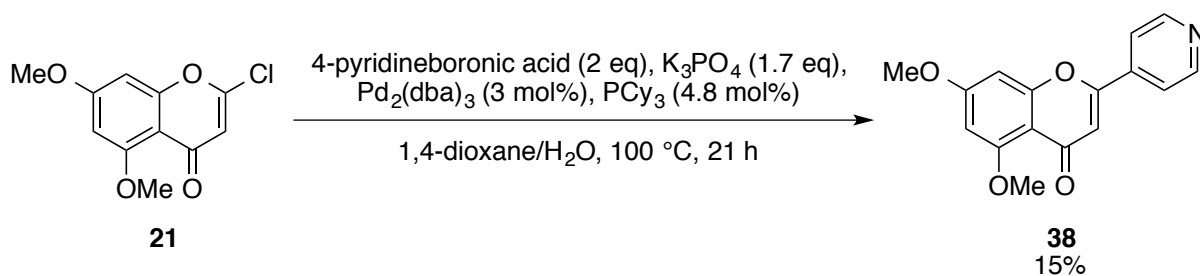 4-pyridineboronic acid (2 eq), K₃PO₄ (1.7 eq),
Pd₂(dba)₃ (3 mol%), PCy₃ (4.8 mol%)
1,4-dioxane/H₂O, 100 °C, 21 h
MeO
O
Cl
OMe
O
21
MeO
O
N
OMe
O
38
15%